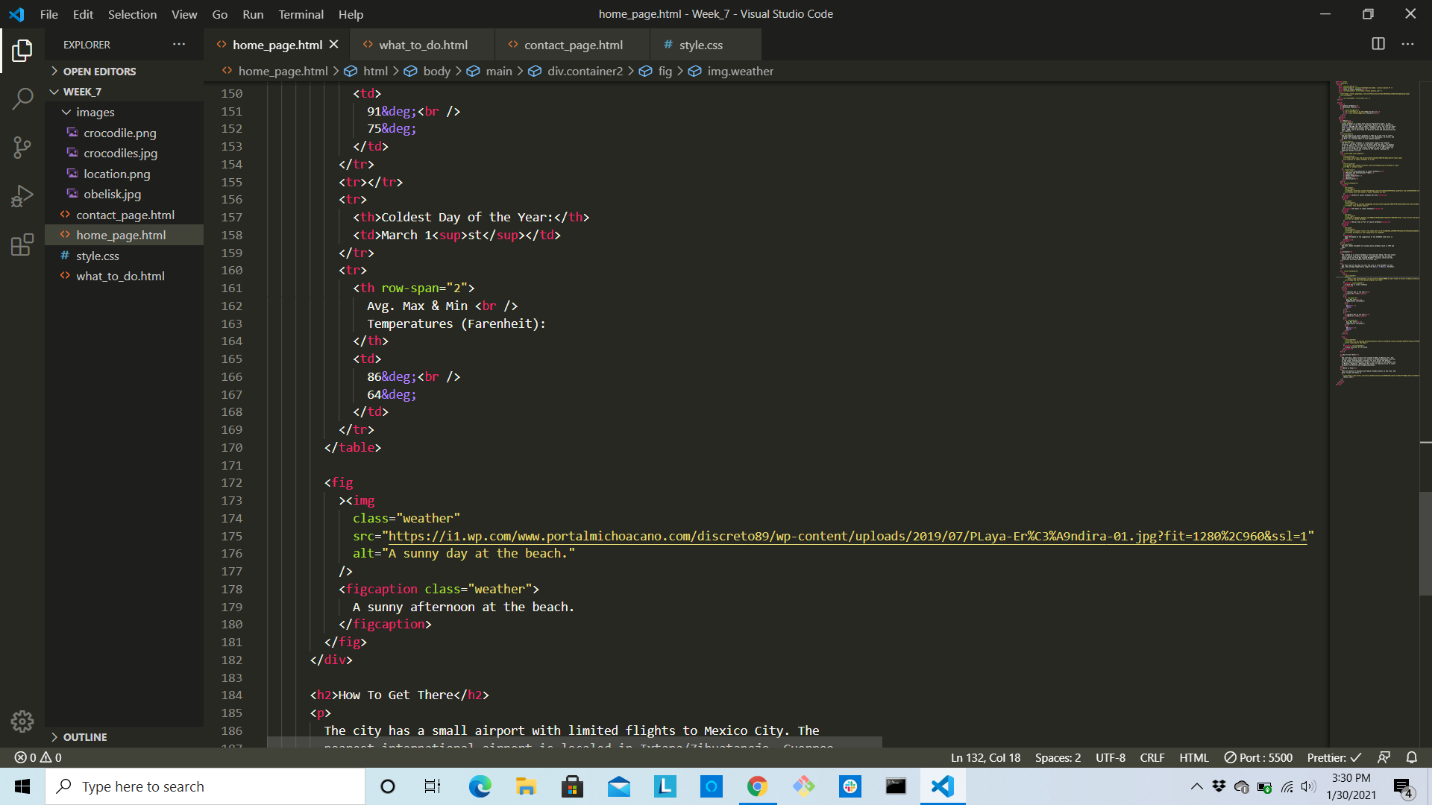 File Edit Selection View Go Run Terminal Help
home_page.html - Week_7 - Visual Studio Code
EXPLORER
OPEN EDITORS
WEEK_7
images
crocodile.png
crocodiles.jpg
location.png
obelisk.jpg
contact_page.html
home_page.html
style.css
what_to_do.html
OUTLINE
home_page.html what_to_do.html contact_page.html style.css
home_page.html > html > body > main > div.container2 > fig > img.weather
150 <td>
151 91&deg;<br />
152 75&deg;
153 </td>
154 </tr>
155 <tr></tr>
156 <tr>
157 <th>Coldest Day of the Year:</th>
158 <td>March 1<sup>st</sup></td>
159 </tr>
160 <tr>
161 <th row-span="2">
162 Avg. Max & Min <br />
163 Temperatures (Farenheit):
164 </th>
165 <td>
166 86&deg;<br />
167 64&deg;
168 </td>
169 </tr>
170 </table>
171
172 <fig
173 ><img
174 class="weather"
175 src="https://i1.wp.com/www.portalmichoacano.com/discreto89/wp-content/uploads/2019/07/PLaya-Er%C3%A9ndira-01.jpg?fit=1280%2C960&ssl=1"
176 alt="A sunny day at the beach."
177 />
178 <figcaption class="weather">
179 A sunny afternoon at the beach.
180 </figcaption>
181 </fig>
182 </div>
183
184 <h2>How To Get There</h2>
185 <p>
186 The city has a small airport with limited flights to Mexico City. The
0 0
Ln 132, Col 18 Spaces: 2 UTF-8 CRLF HTML Port : 5500 Prettier: ✓
Type here to search
3:30 PM
1/30/2021
4